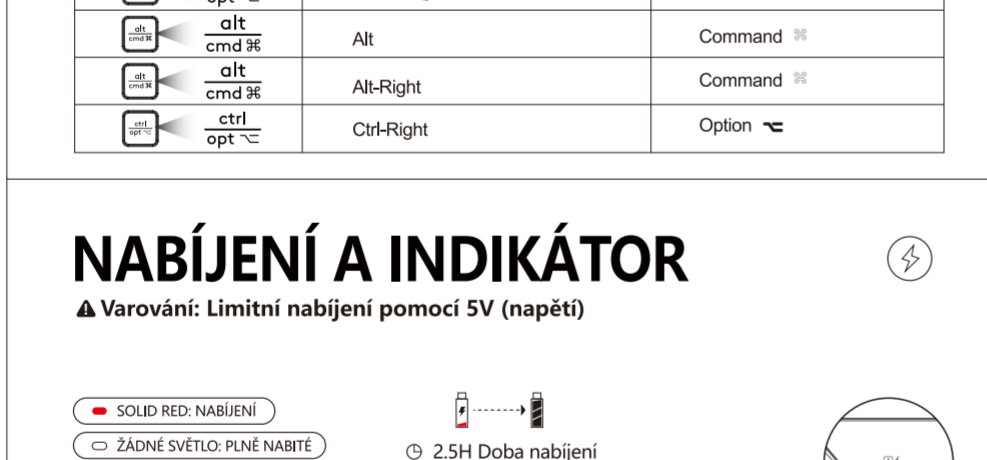 alt
cmd ⌘
alt
cmd ⌘
Alt
Command ⌘
alt
cmd ⌘
alt
cmd ⌘
Alt-Right
Command ⌘
ctrl
opt ⌥
ctrl
opt ⌥
Ctrl-Right
Option ⌥
NABÍJENÍ A INDIKÁTOR
Varování: Limitní nabíjení pomocí 5V (napětí)
SOLID RED: NABÍJENÍ
ŽÁDNÉ SVĚTLO: PLNĚ NABITÉ
2.5H Doba nabíjení